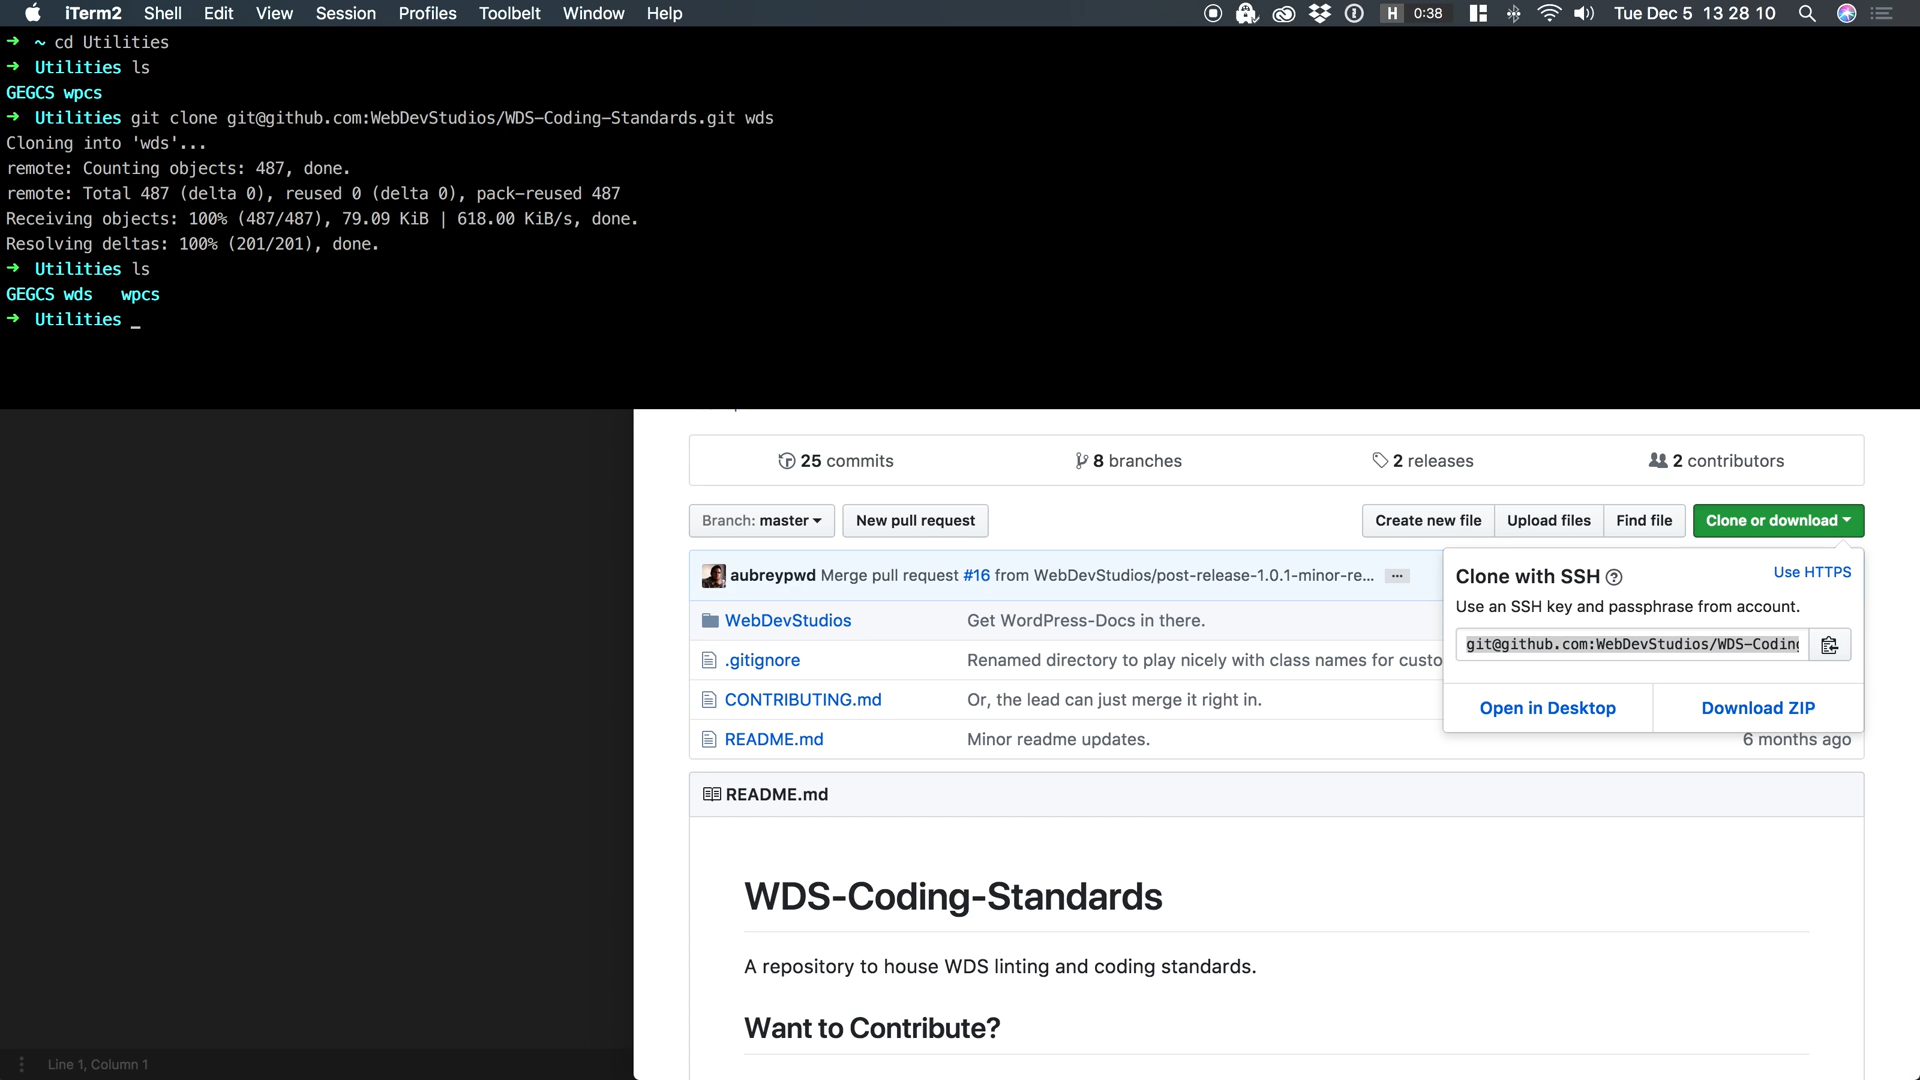 iTerm2 Shell Edit View Session Profiles Toolbelt Window Help H 0:38 Tue Dec 5 13 28 10
➜ ~ cd Utilities
➜ Utilities ls
GEGCS wpcs
➜ Utilities git clone git@github.com:WebDevStudios/WDS-Coding-Standards.git wds
Cloning into 'wds'...
remote: Counting objects: 487, done.
remote: Total 487 (delta 0), reused 0 (delta 0), pack-reused 487
Receiving objects: 100% (487/487), 79.09 KiB | 618.00 KiB/s, done.
Resolving deltas: 100% (201/201), done.
➜ Utilities ls
GEGCS wds wpcs
➜ Utilities _
25 commits 8 branches 2 releases 2 contributors
Branch: master New pull request Create new file Upload files Find file Clone or download
aubreypwd Merge pull request #16 from WebDevStudios/post-release-1.0.1-minor-re... ...
Clone with SSH Use HTTPS
Use an SSH key and passphrase from account.
git@github.com:WebDevStudios/WDS-Coding
Open in Desktop Download ZIP
WebDevStudios Get WordPress-Docs in there.
.gitignore Renamed directory to play nicely with class names for custo
CONTRIBUTING.md Or, the lead can just merge it right in.
README.md Minor readme updates. 6 months ago
README.md
WDS-Coding-Standards
A repository to house WDS linting and coding standards.
Want to Contribute?
Line 1, Column 1